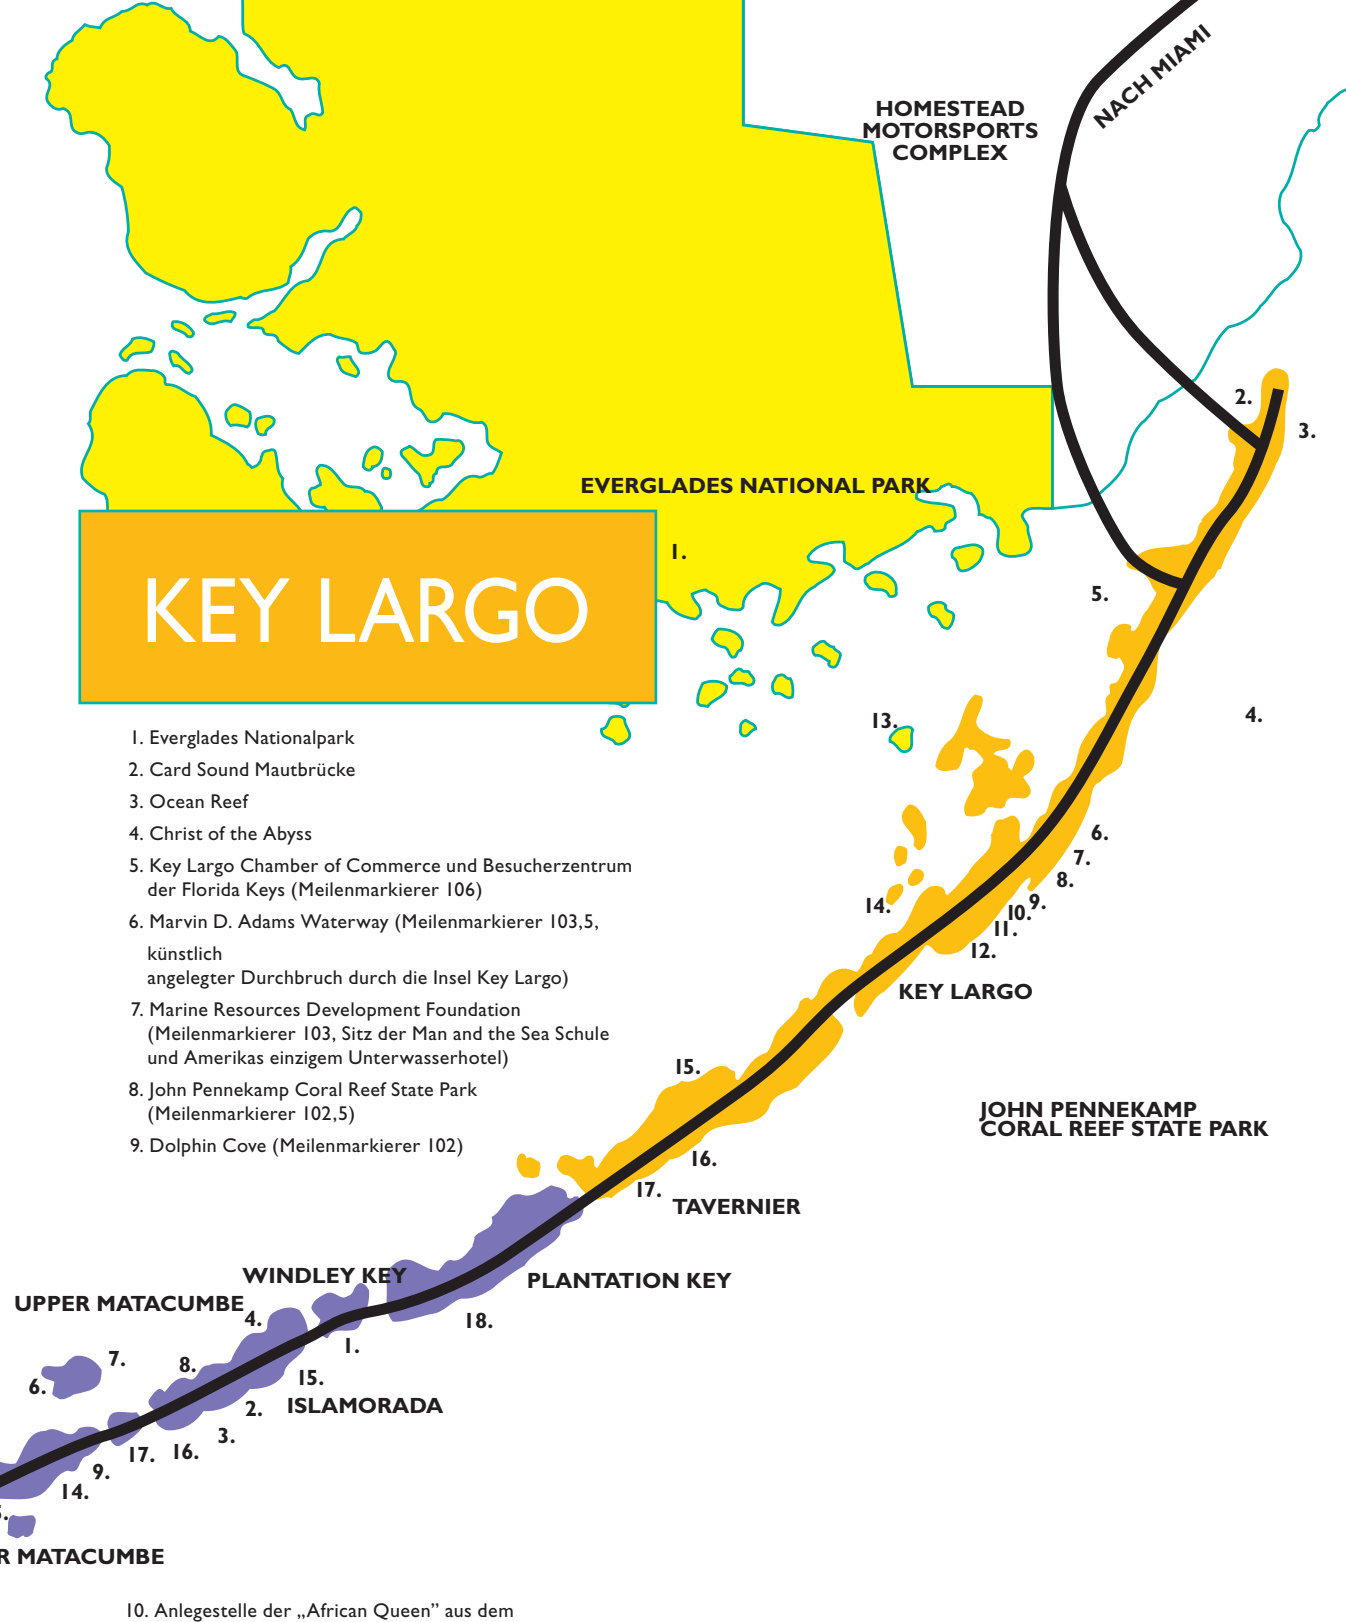 NACH MIAMI
HOMESTEAD
MOTORSPORTS
COMPLEX
2.
3.
EVERGLADES NATIONAL PARK
1.
5.
KEY LARGO
4.
13.
1. Everglades Nationalpark
2. Card Sound Mautbrücke
3. Ocean Reef
4. Christ of the Abyss
5. Key Largo Chamber of Commerce und Besucherzentrum
der Florida Keys (Meilenmarkierer 106)
6. Marvin D. Adams Waterway (Meilenmarkierer 103,5,
künstlich
angelegter Durchbruch durch die Insel Key Largo)
7. Marine Resources Development Foundation
(Meilenmarkierer 103, Sitz der Man and the Sea Schule
und Amerikas einzigem Unterwasserhotel)
8. John Pennekamp Coral Reef State Park
(Meilenmarkierer 102,5)
9. Dolphin Cove (Meilenmarkierer 102)
6.
7.
8.
9.
10.
11.
12.
14.
KEY LARGO
15.
JOHN PENNEKAMP
CORAL REEF STATE PARK
16.
17.
TAVERNIER
WINDLEY KEY
PLANTATION KEY
UPPER MATACUMBE
4.
18.
1.
7.
8.
6.
15.
2.
ISLAMORADA
3.
17.
16.
9.
14.
R MATACUMBE
10. Anlegestelle der „African Queen” aus dem